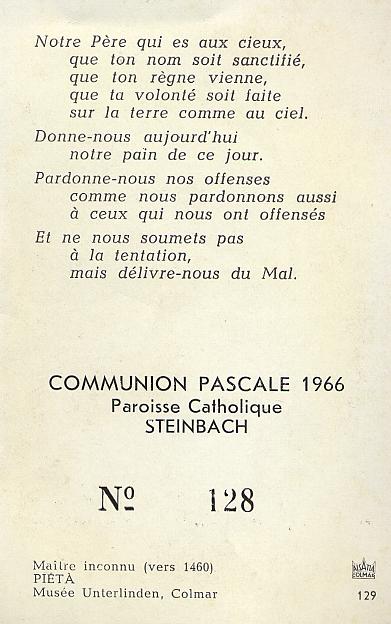 Notre Père qui es aux cieux,
que ton nom soit sanctifié,
que ton règne vienne,
que ta volonté soit faite
sur la terre comme au ciel.
Donne-nous aujourd'hui
notre pain de ce jour.
Pardonne-nous nos offenses
comme nous pardonnons aussi
à ceux qui nous ont offensés
Et ne nous soumets pas
à la tentation,
mais délivre-nous du Mal.
COMMUNION PASCALE 1966
Paroisse Catholique
STEINBACH
Nº 128
Maître inconnu (vers 1460)
PIÉTÀ
Musée Unterlinden, Colmar
ALSATIA
COLMAR
129